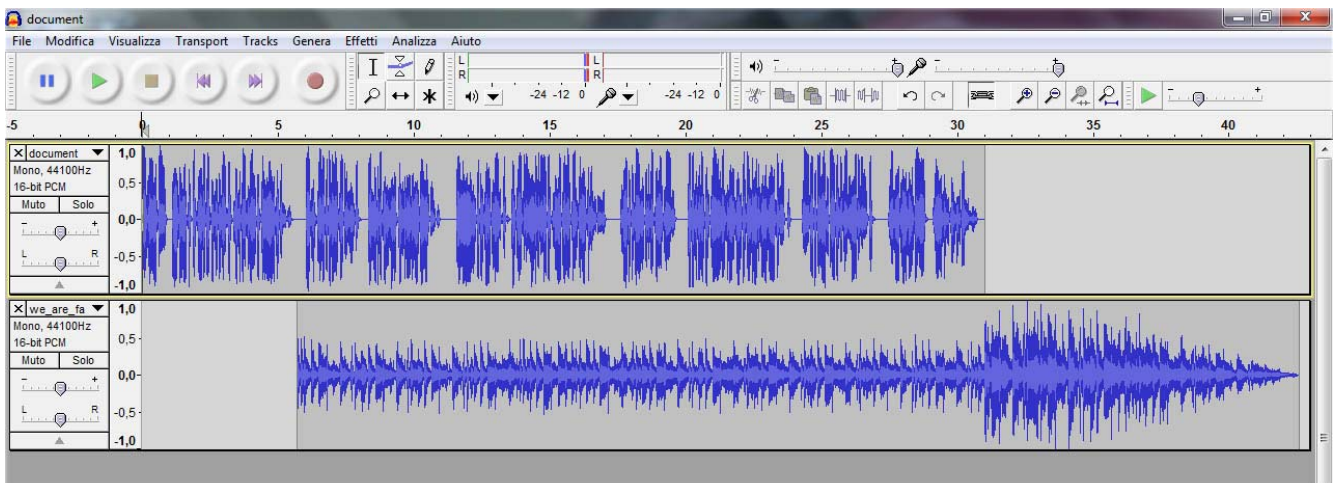 document
File Modifica Visualizza Transport Tracks Genera Effetti Analizza Aiuto
L L
R R
-24 -12 0 -24 -12 0
- + - +
-5 0 5 10 15 20 25 30 35 40
document 1,0
Mono, 44100Hz
16-bit PCM 0,5
Muto Solo
- + 0,0
L R -0,5
-1,0
we_are_fa 1,0
Mono, 44100Hz
16-bit PCM 0,5
Muto Solo
- + 0,0
L R -0,5
-1,0